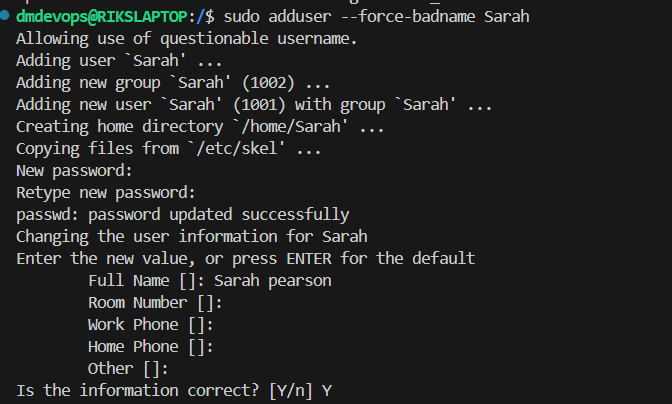 dmdevops@RIKSLAPTOP:/$ sudo adduser --force-badname Sarah
Allowing use of questionable username.
Adding user `Sarah' ...
Adding new group `Sarah' (1002) ...
Adding new user `Sarah' (1001) with group `Sarah' ...
Creating home directory `/home/Sarah' ...
Copying files from `/etc/skel' ...
New password:
Retype new password:
passwd: password updated successfully
Changing the user information for Sarah
Enter the new value, or press ENTER for the default
        Full Name []: Sarah pearson
        Room Number []:
        Work Phone []:
        Home Phone []:
        Other []:
Is the information correct? [Y/n] Y